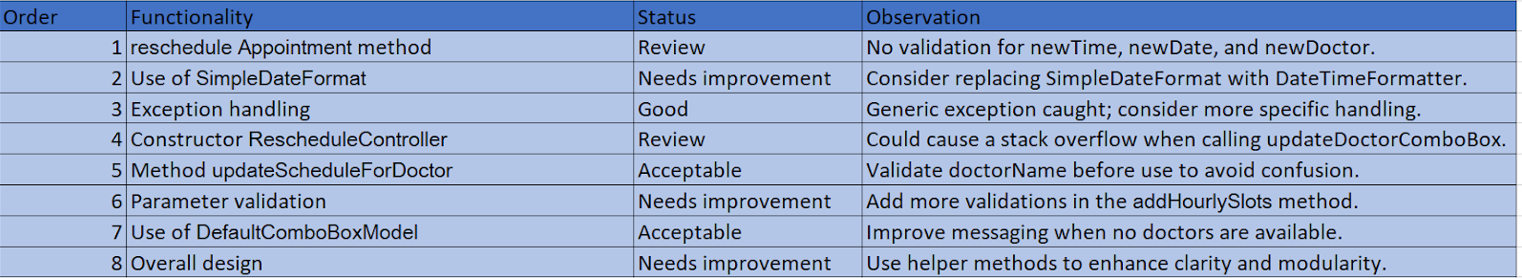 Order Functionality Status Observation
1 reschedule Appointment method Review No validation for newTime, newDate, and newDoctor.
2 Use of SimpleDateFormat Needs improvement Consider replacing SimpleDateFormat with DateTimeFormatter.
3 Exception handling Good Generic exception caught; consider more specific handling.
4 Constructor RescheduleController Review Could cause a stack overflow when calling updateDoctorComboBox.
5 Method updateScheduleForDoctor Acceptable Validate doctorName before use to avoid confusion.
6 Parameter validation Needs improvement Add more validations in the addHourlySlots method.
7 Use of DefaultComboBoxModel Acceptable Improve messaging when no doctors are available.
8 Overall design Needs improvement Use helper methods to enhance clarity and modularity.